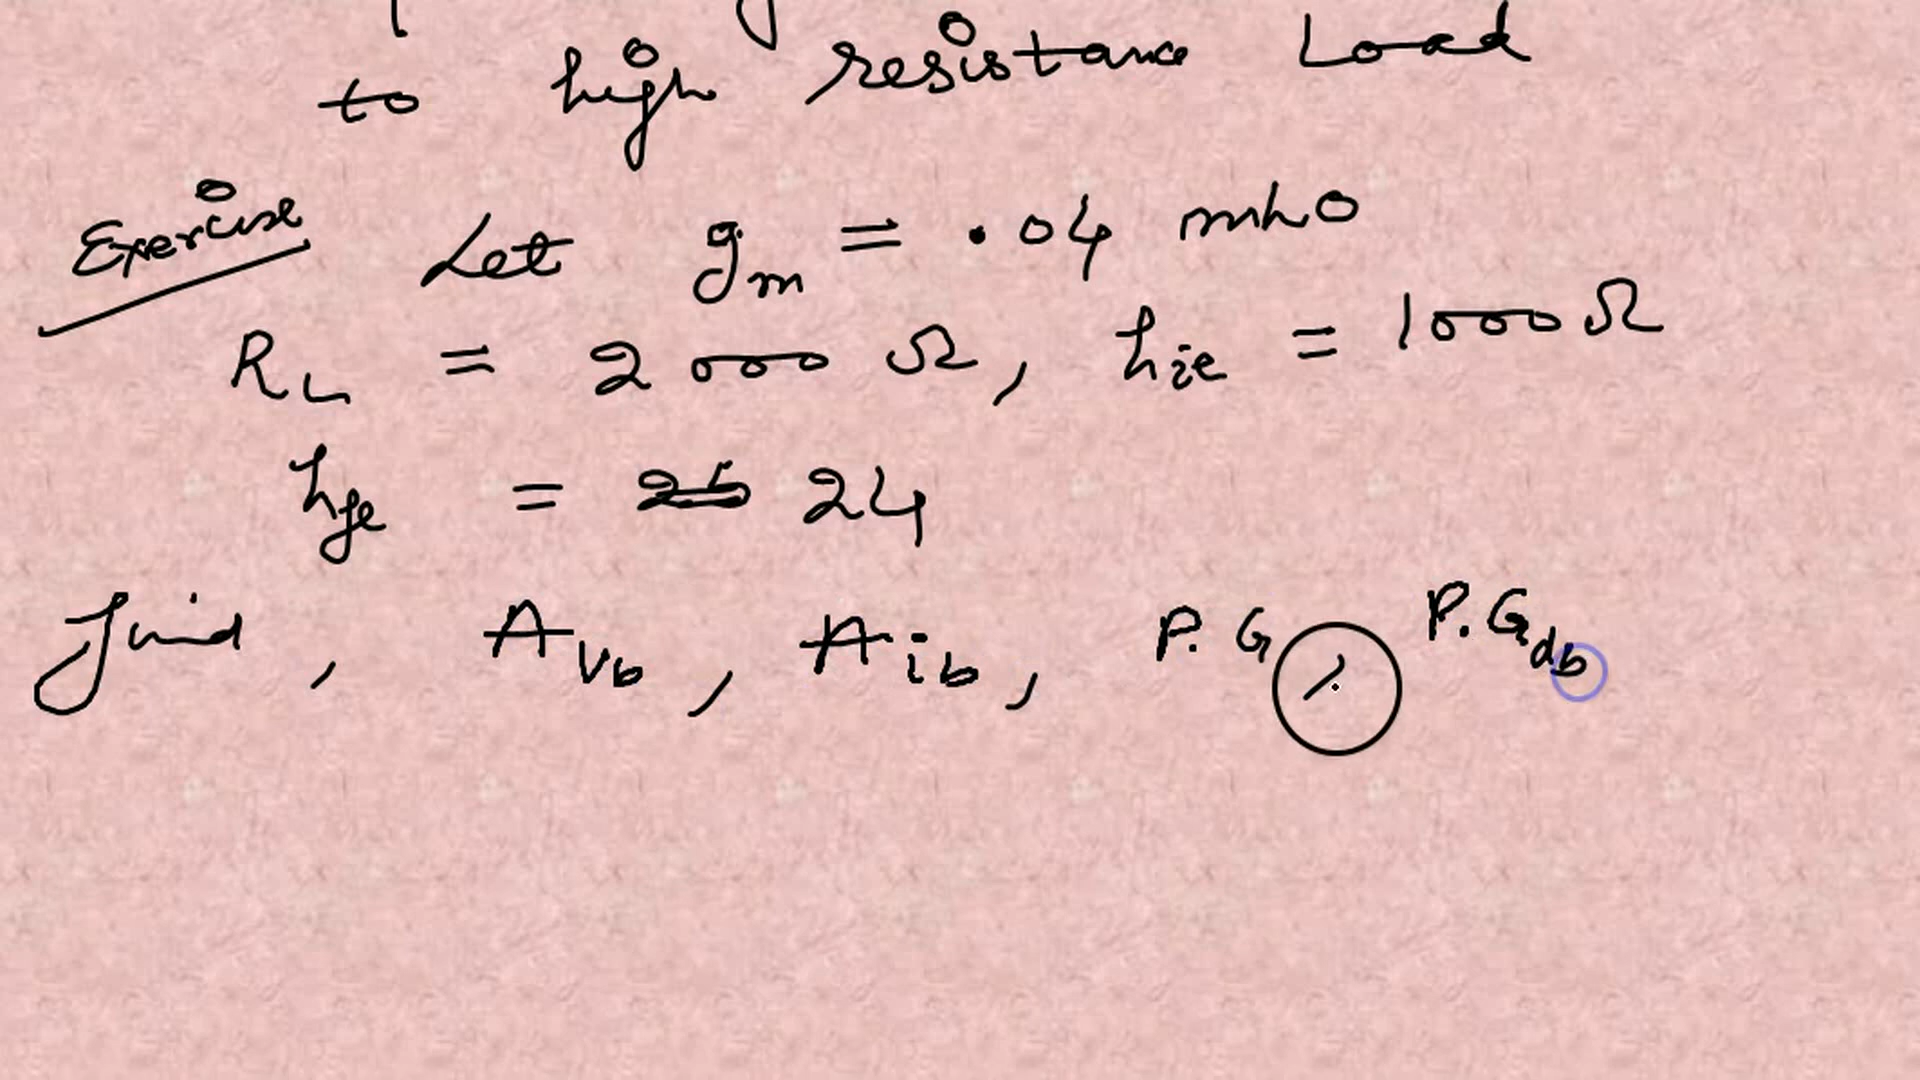 to high resistance Load
Exercise Let gm = .04 mho
RL = 2000 Ω, hie = 1000 Ω
hfe = 24
find, Avb, Aib, P.G, P.Gdb